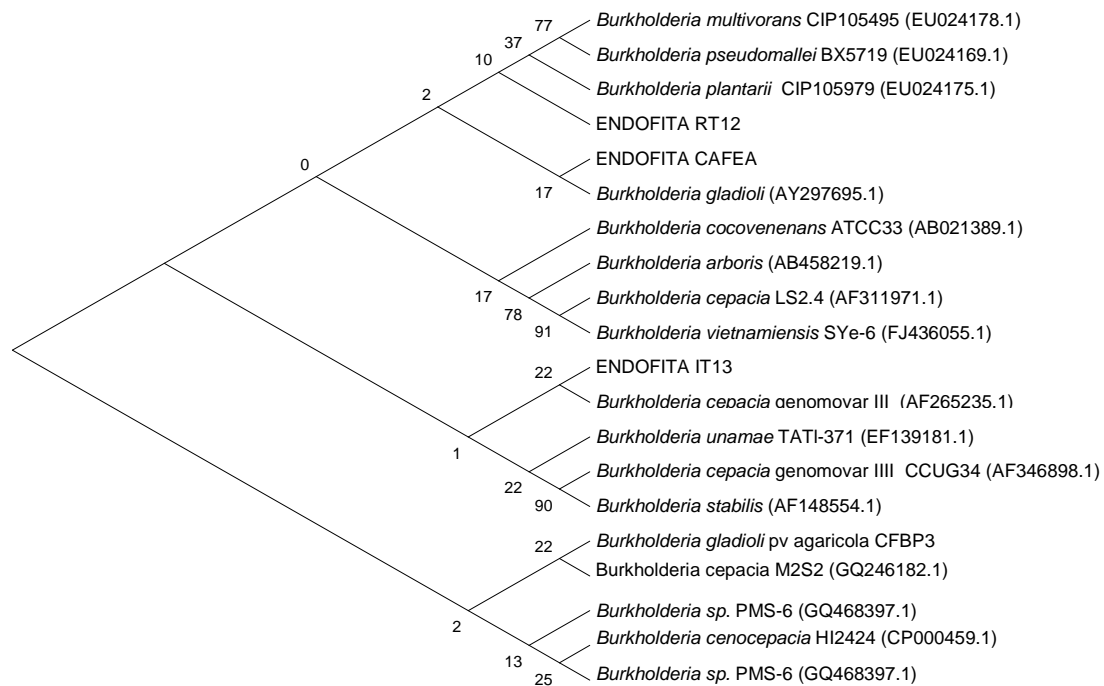 77
Burkholderia multivorans CIP105495 (EU024178.1)
37
Burkholderia pseudomallei BX5719 (EU024169.1)
10
Burkholderia plantarii CIP105979 (EU024175.1)
2
ENDOFITA RT12
0
ENDOFITA CAFEA
17
Burkholderia gladioli (AY297695.1)
Burkholderia cocovenenans ATCC33 (AB021389.1)
Burkholderia arboris (AB458219.1)
17
Burkholderia cepacia LS2.4 (AF311971.1)
78
Burkholderia vietnamiensis SYe-6 (FJ436055.1)
91
ENDOFITA IT13
22
Burkholderia cepacia genomovar III (AF265235.1)
Burkholderia unamae TATI-371 (EF139181.1)
1
Burkholderia cepacia genomovar IIII CCUG34 (AF346898.1)
22
Burkholderia stabilis (AF148554.1)
90
Burkholderia gladioli pv agaricola CFBP3
22
Burkholderia cepacia M2S2 (GQ246182.1)
Burkholderia sp. PMS-6 (GQ468397.1)
2
Burkholderia cenocepacia HI2424 (CP000459.1)
13
Burkholderia sp. PMS-6 (GQ468397.1)
25